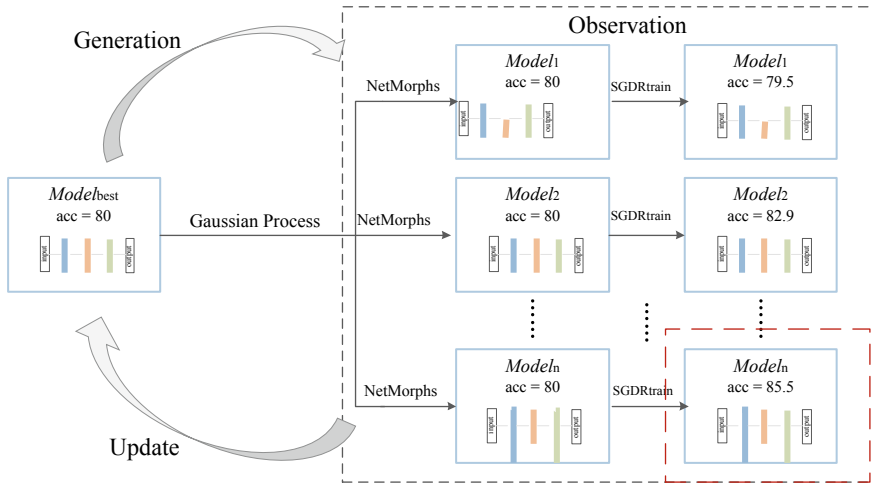 Generation
Observation
Model1
acc = 80
input
output
NetMorphs
SGDRtrain
Model1
acc = 79.5
input
output
Modelbest
acc = 80
input
output
Gaussian Process
NetMorphs
Model2
acc = 80
input
output
SGDRtrain
Model2
acc = 82.9
input
output
NetMorphs
Modeln
acc = 80
input
output
SGDRtrain
Modeln
acc = 85.5
input
output
Update